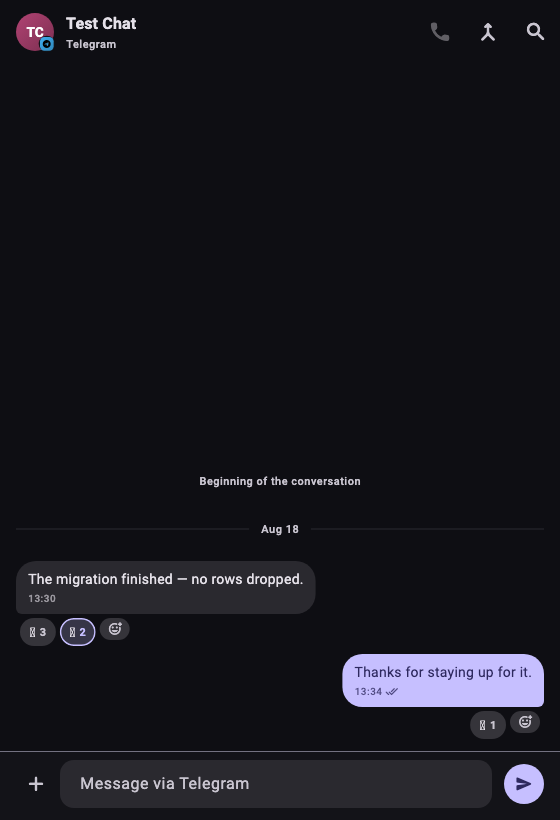 TC
Test Chat
Telegram
Beginning of the conversation
Aug 18
The migration finished — no rows dropped.
13:30
3
2
Thanks for staying up for it.
13:34
1
Message via Telegram